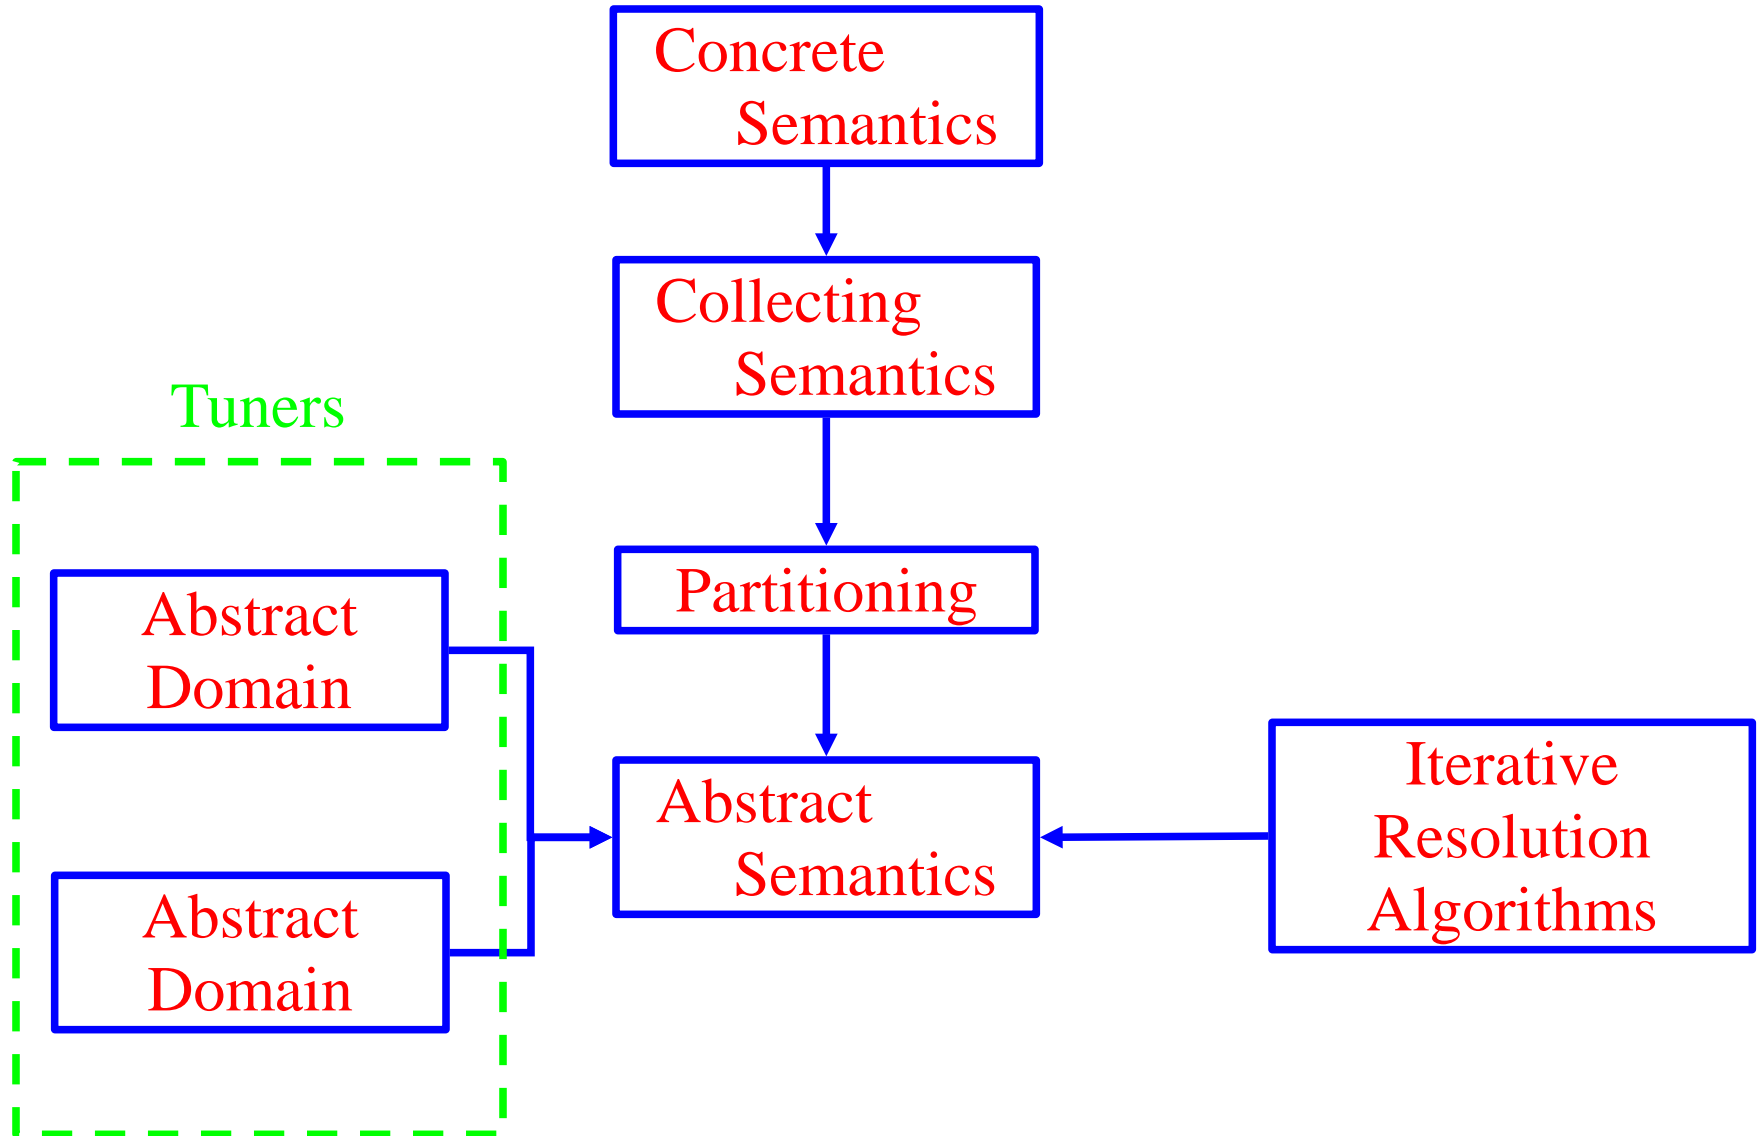 Concrete
Semantics
Collecting
Semantics
Tuners
Partitioning
Abstract
Domain
Abstract
Semantics
Iterative
Resolution
Algorithms
Abstract
Domain